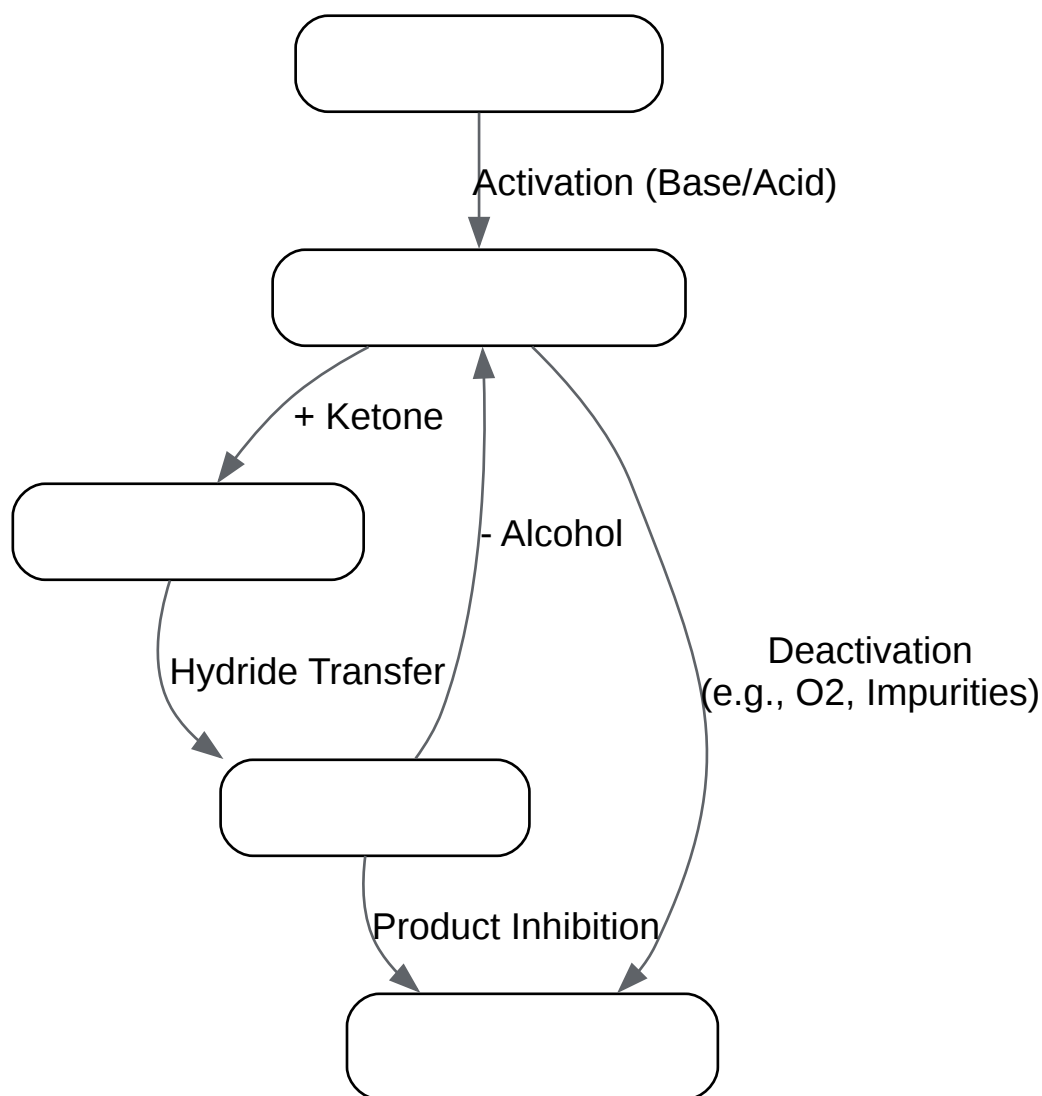 Activation (Base/Acid)
+ Ketone
- Alcohol
Hydride Transfer
Deactivation
(e.g., O2, Impurities)
Product Inhibition